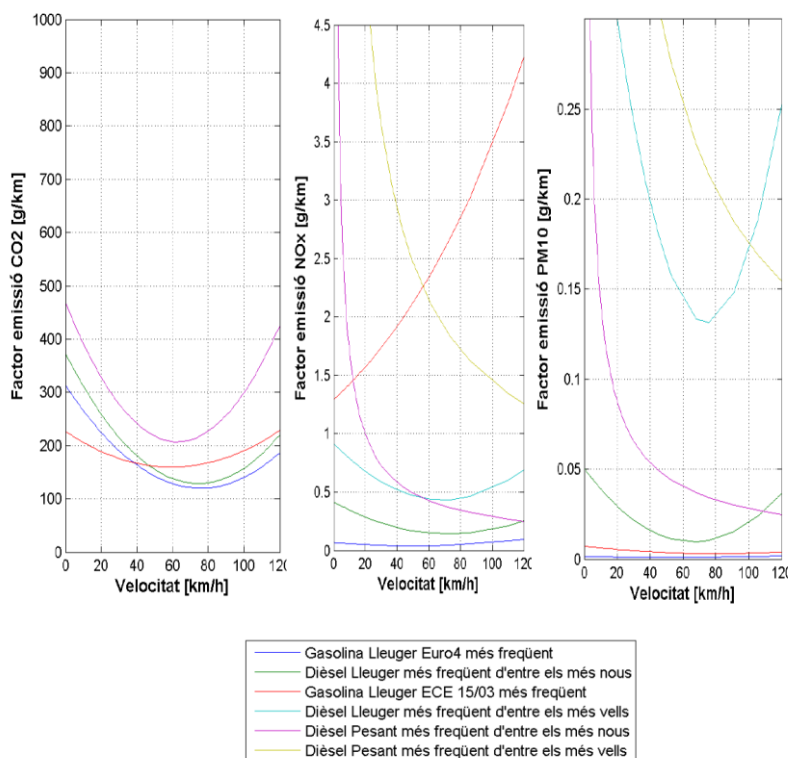 Factor emissió CO2 [g/km]
1000
900
800
700
600
500
400
300
200
100
0
0 20 40 60 80 100 120
Velocitat [km/h]
Factor emissió NOx [g/km]
4.5
4
3.5
3
2.5
2
1.5
1
0.5
0
0 20 40 60 80 100 120
Velocitat [km/h]
Factor emissió PM10 [g/km]
0.25
0.2
0.15
0.1
0.05
0
0 20 40 60 80 100 120
Velocitat [km/h]
Gasolina Lleuger Euro4 més freqüent
Dièsel Lleuger més freqüent d'entre els més nous
Gasolina Lleuger ECE 15/03 més freqüent
Dièsel Lleuger més freqüent d'entre els més vells
Dièsel Pesant més freqüent d'entre els més nous
Dièsel Pesant més freqüent d'entre els més vells